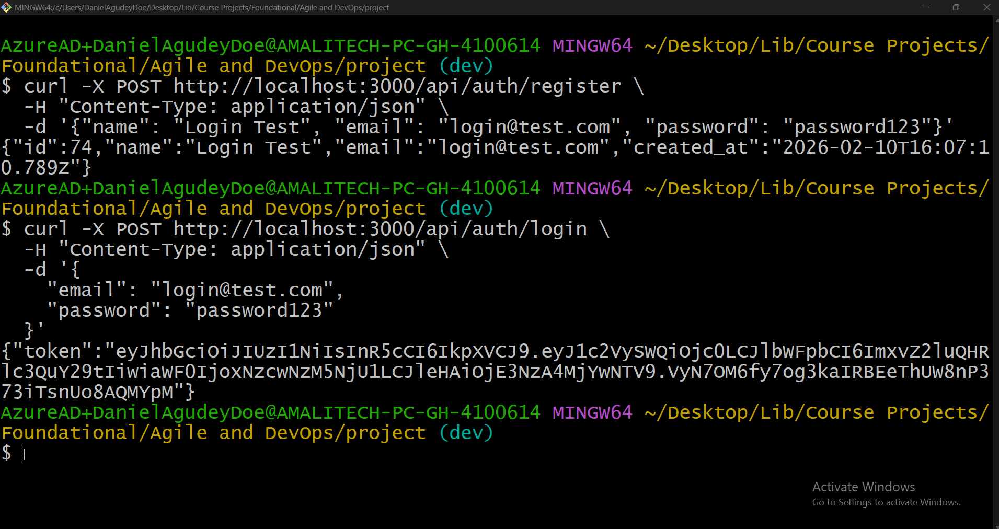 MINGW64:/c/Users/DanielAgudeyDoe/Desktop/Lib/Course Projects/Foundational/Agile and DevOps/project
AzureAD+DanielAgudeyDoe@AMALITECH-PC-GH-4100614 MINGW64 ~/Desktop/Lib/Course Projects/
Foundational/Agile and DevOps/project (dev)
$ curl -X POST http://localhost:3000/api/auth/register \
  -H "Content-Type: application/json" \
  -d '{"name": "Login Test", "email": "login@test.com", "password": "password123"}'
{"id":74,"name":"Login Test","email":"login@test.com","created_at":"2026-02-10T16:07:1
0.789Z"}
AzureAD+DanielAgudeyDoe@AMALITECH-PC-GH-4100614 MINGW64 ~/Desktop/Lib/Course Projects/
Foundational/Agile and DevOps/project (dev)
$ curl -X POST http://localhost:3000/api/auth/login \
  -H "Content-Type: application/json" \
  -d '{
    "email": "login@test.com",
    "password": "password123"
  }'
{"token":"eyJhbGciOiJIUzI1NiIsInR5cCI6IkpXVCJ9.eyJ1c2VySWQiOjc0LCJlbWFpbCI6ImxvZ2luQHR
lc3QuY29tIiwiaWF0IjoxNzcwNzM5NjU1LCJleHAiOjE3NzA4MjYwNTV9.VyN7OM6fy7og3kaIRBEeThUW8nP3
73iTsnUo8AQMYpM"}
AzureAD+DanielAgudeyDoe@AMALITECH-PC-GH-4100614 MINGW64 ~/Desktop/Lib/Course Projects/
Foundational/Agile and DevOps/project (dev)
$
Activate Windows
Go to Settings to activate Windows.